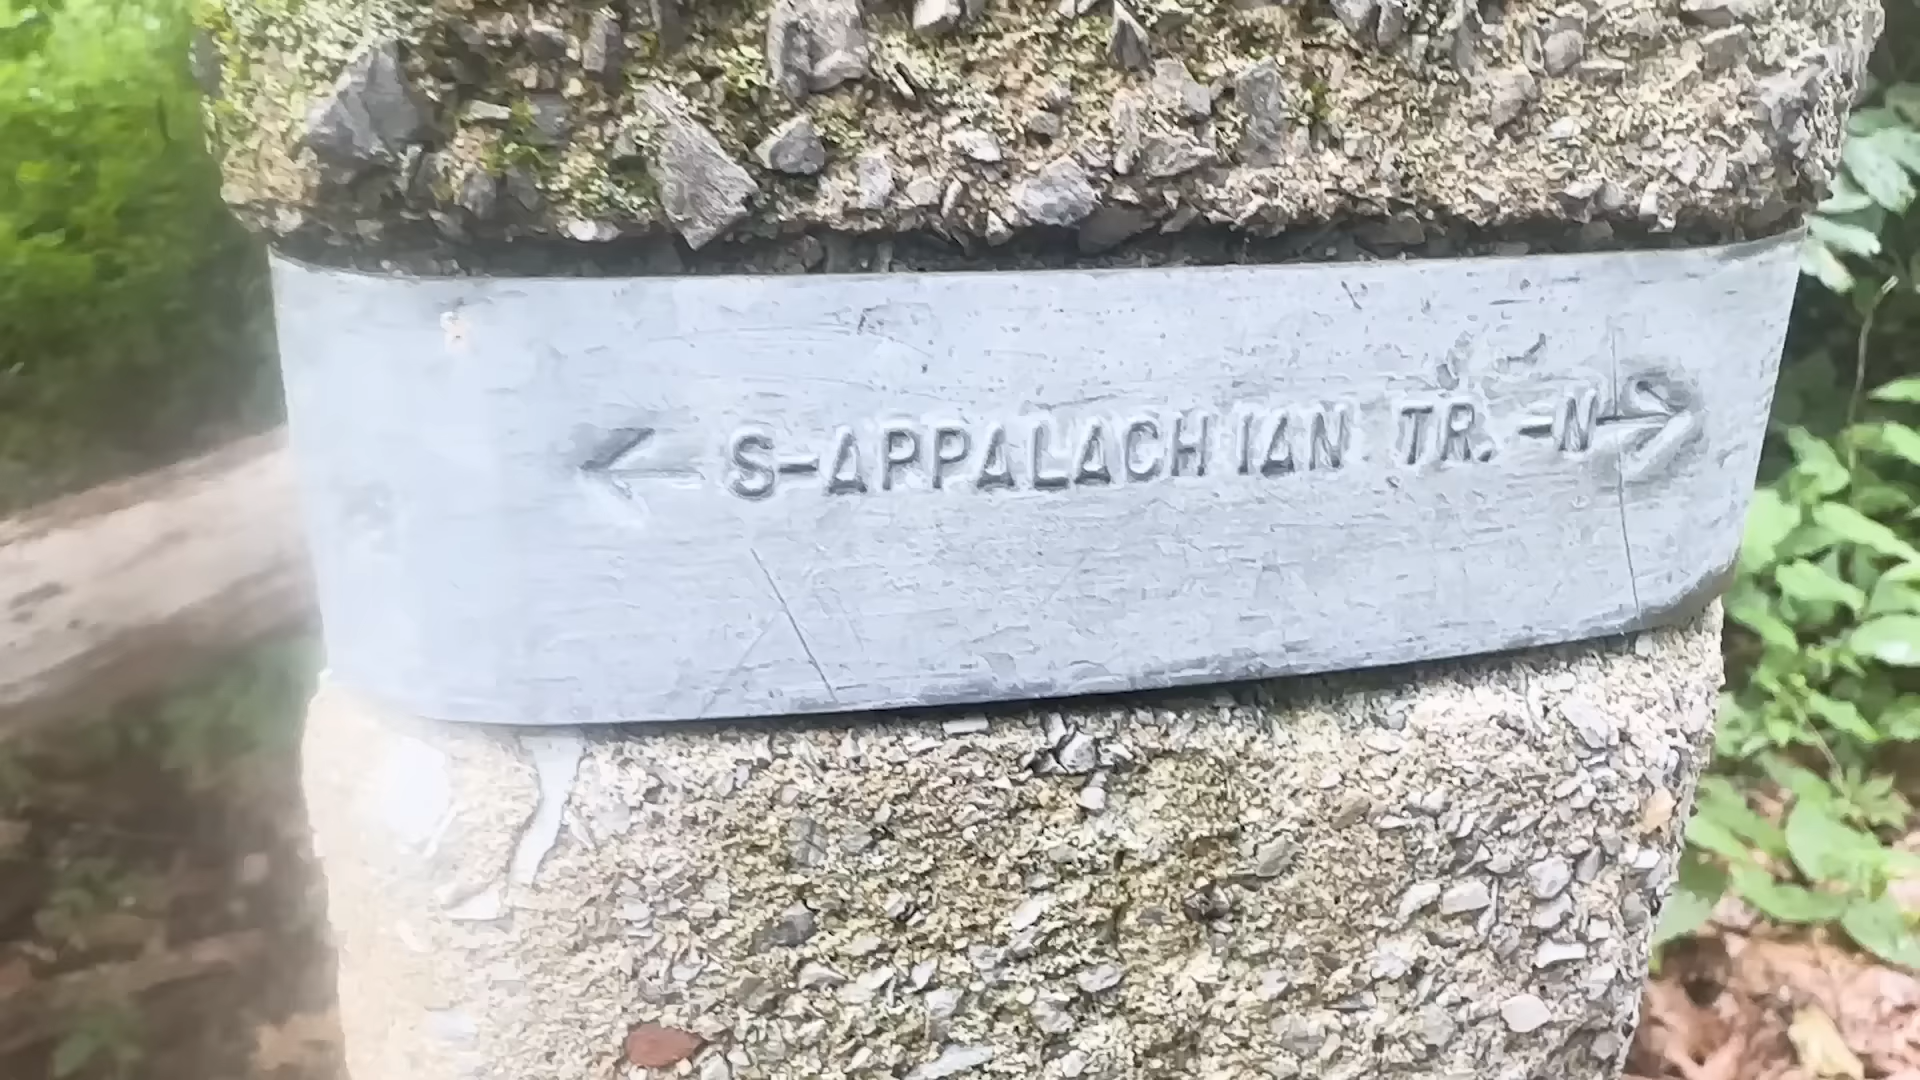 ← S-APPALACHIAN TR. -N→